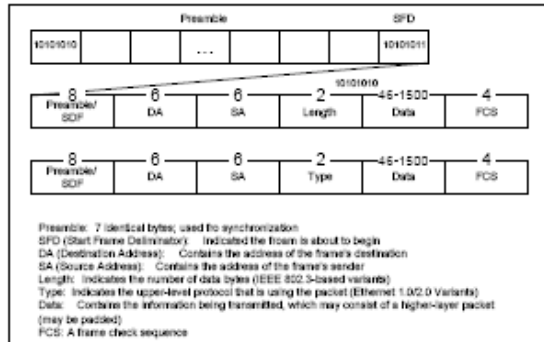 Preamble SFD
10101010 ... 10101011
10101010
8 6 6 2 46-1500 4
Preamble/ SDF DA SA Length Data FCS
8 6 6 2 46-1500 4
Preamble/ SDF DA SA Type Data FCS
Preamble: 7 identical bytes; used fro synchronization
SFD (Start Frame Deliminator): Indicated the froam is about to begin
DA (Destination Address): Contains the address of the frame's destination
SA (Source Address): Contains the address of the frame's sender
Length: Indicates the number of data bytes (IEEE 802.3-based variants)
Type: Indicates the upper-level protocol that is using the packet (Ethernet 1.0/2.0 Variants)
Data: Contains the information being transmitted, which may consist of a higher-layer packet
(may be padded)
FCS: A frame check sequence